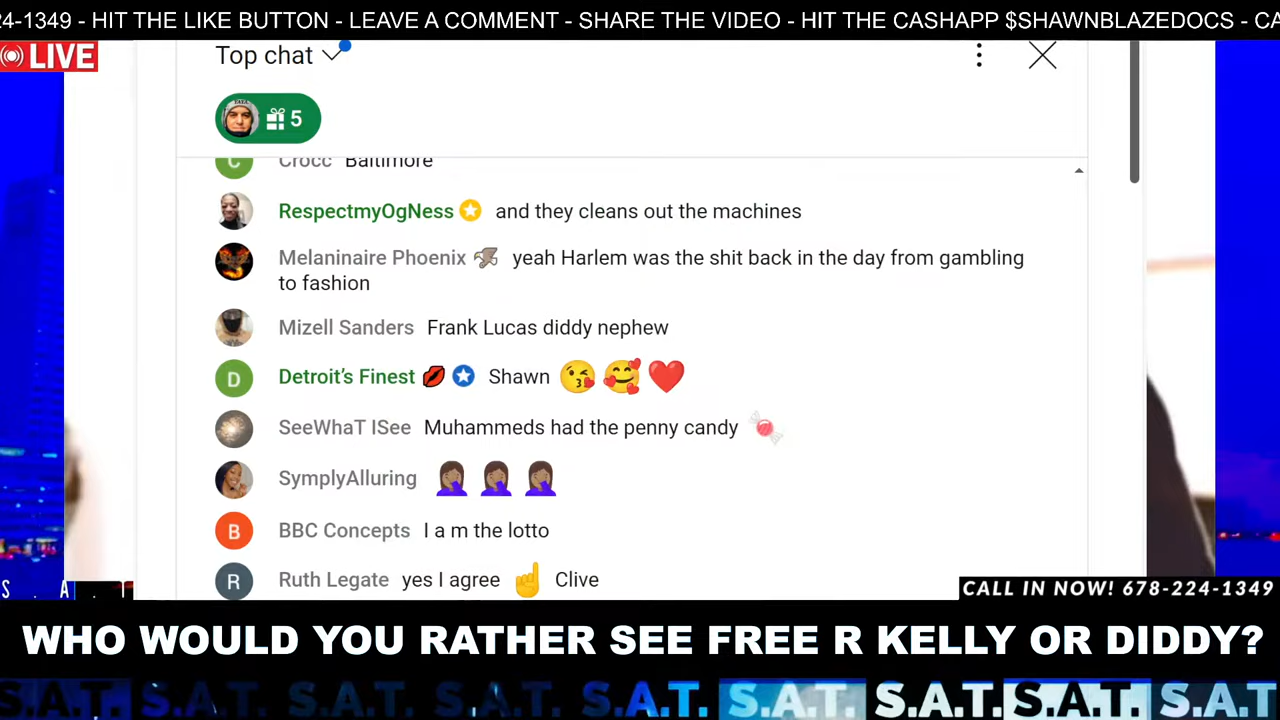 24-1349 - HIT THE LIKE BUTTON - LEAVE A COMMENT - SHARE THE VIDEO - HIT THE CASHAPP $SHAWNBLAZEDOCS - CA
LIVE
Top chat
5
C Crocc Baltimore
RespectmyOgNess and they cleans out the machines
Melaninaire Phoenix yeah Harlem was the shit back in the day from gambling
to fashion
Mizell Sanders Frank Lucas diddy nephew
D Detroit’s Finest Shawn
SeeWhaT ISee Muhammeds had the penny candy
SymplyAlluring
B BBC Concepts I a m the lotto
R Ruth Legate yes I agree Clive
S . A . T
CALL IN NOW! 678-224-1349
WHO WOULD YOU RATHER SEE FREE R KELLY OR DIDDY?
S.A.T. S.A.T. S.A.T. S.A.T. S.A.T. S.A.T. S.A.T. S.A.T. S.A.T